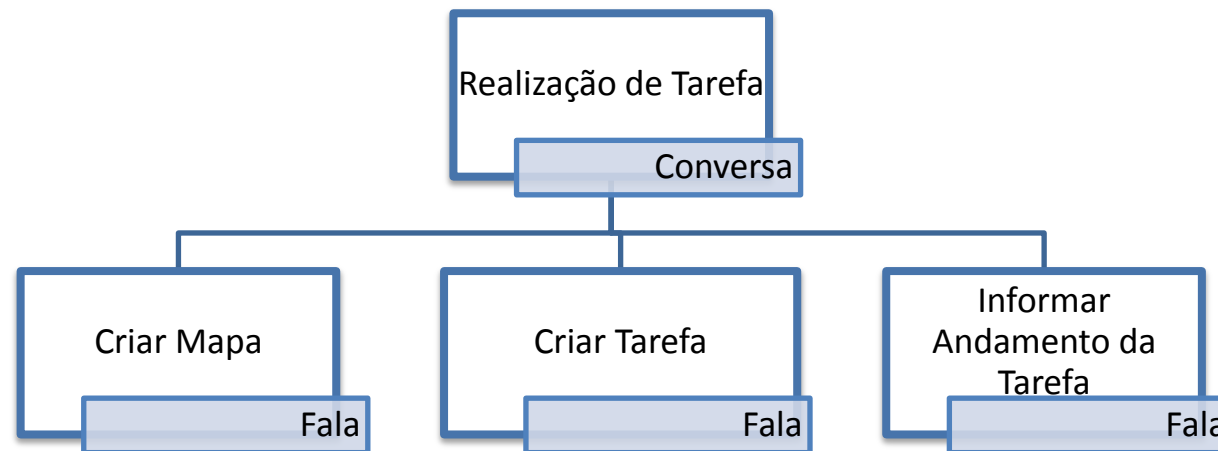 Realização de Tarefa
Conversa
Criar Mapa
Fala
Criar Tarefa
Fala
Informar
Andamento da
Tarefa
Fala